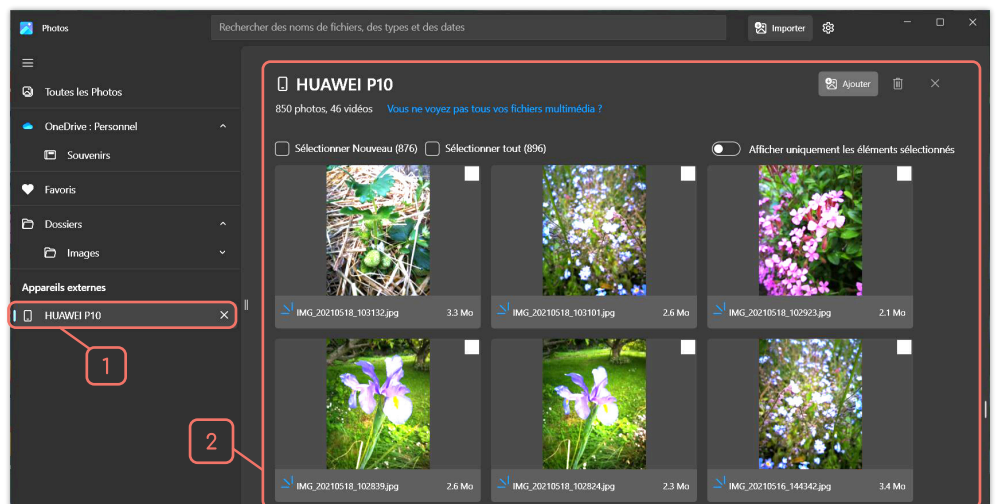 Photos
Rechercher des noms de fichiers, des types et des dates
Importer
Toutes les Photos
OneDrive : Personnel
Souvenirs
Favoris
Dossiers
Images
Appareils externes
HUAWEI P10
1
2
HUAWEI P10
Ajouter
850 photos, 46 vidéos Vous ne voyez pas tous vos fichiers multimédia ?
Sélectionner Nouveau (876) Sélectionner tout (896) Afficher uniquement les éléments sélectionnés
IMG_20210518_103132.jpg 3.3 Mo
IMG_20210518_103101.jpg 2.6 Mo
IMG_20210518_102923.jpg 2.1 Mo
IMG_20210518_102839.jpg 2.6 Mo
IMG_20210518_102824.jpg 2.3 Mo
IMG_20210516_144342.jpg 3.4 Mo